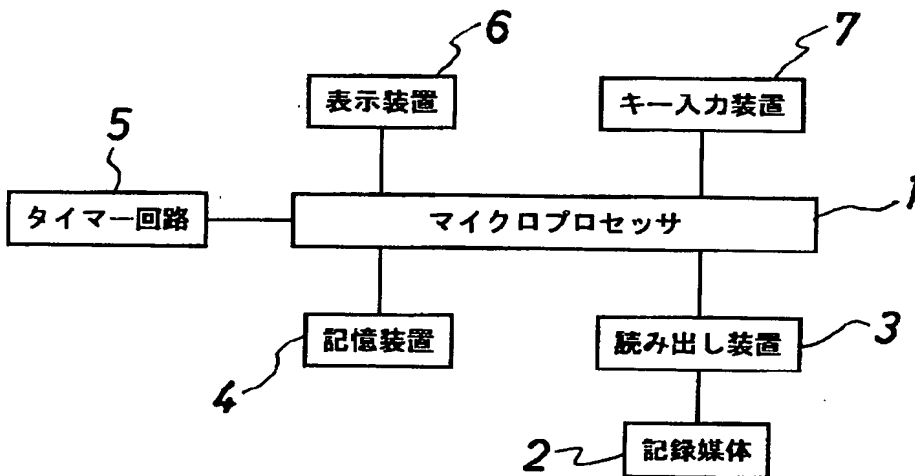 6
7
表示装置
キー入力装置
5
タイマー回路
マイクロプロセッサ
1
記憶装置
読み出し装置
3
4
2
記録媒体